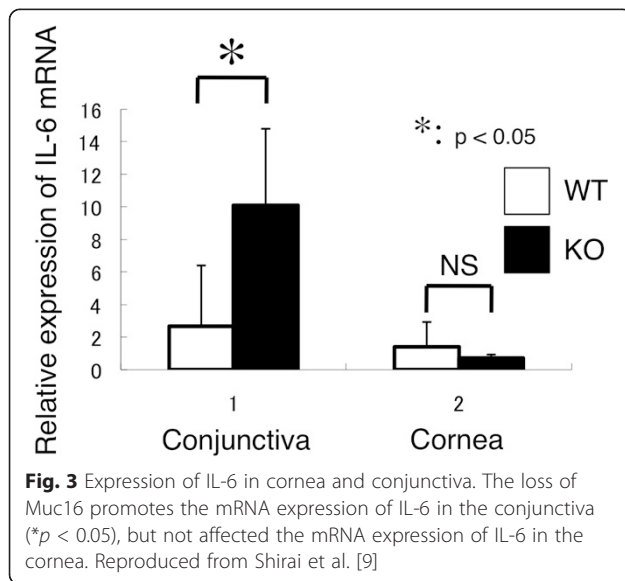 *
Relative expression of IL-6 mRNA
16
14
12
10
8
6
4
2
0
*: p < 0.05
WT
KO
NS
1
2
Conjunctiva
Cornea
Fig. 3 Expression of IL-6 in cornea and conjunctiva. The loss of
Muc16 promotes the mRNA expression of IL-6 in the conjunctiva
(*p < 0.05), but not affected the mRNA expression of IL-6 in the
cornea. Reproduced from Shirai et al. [9]